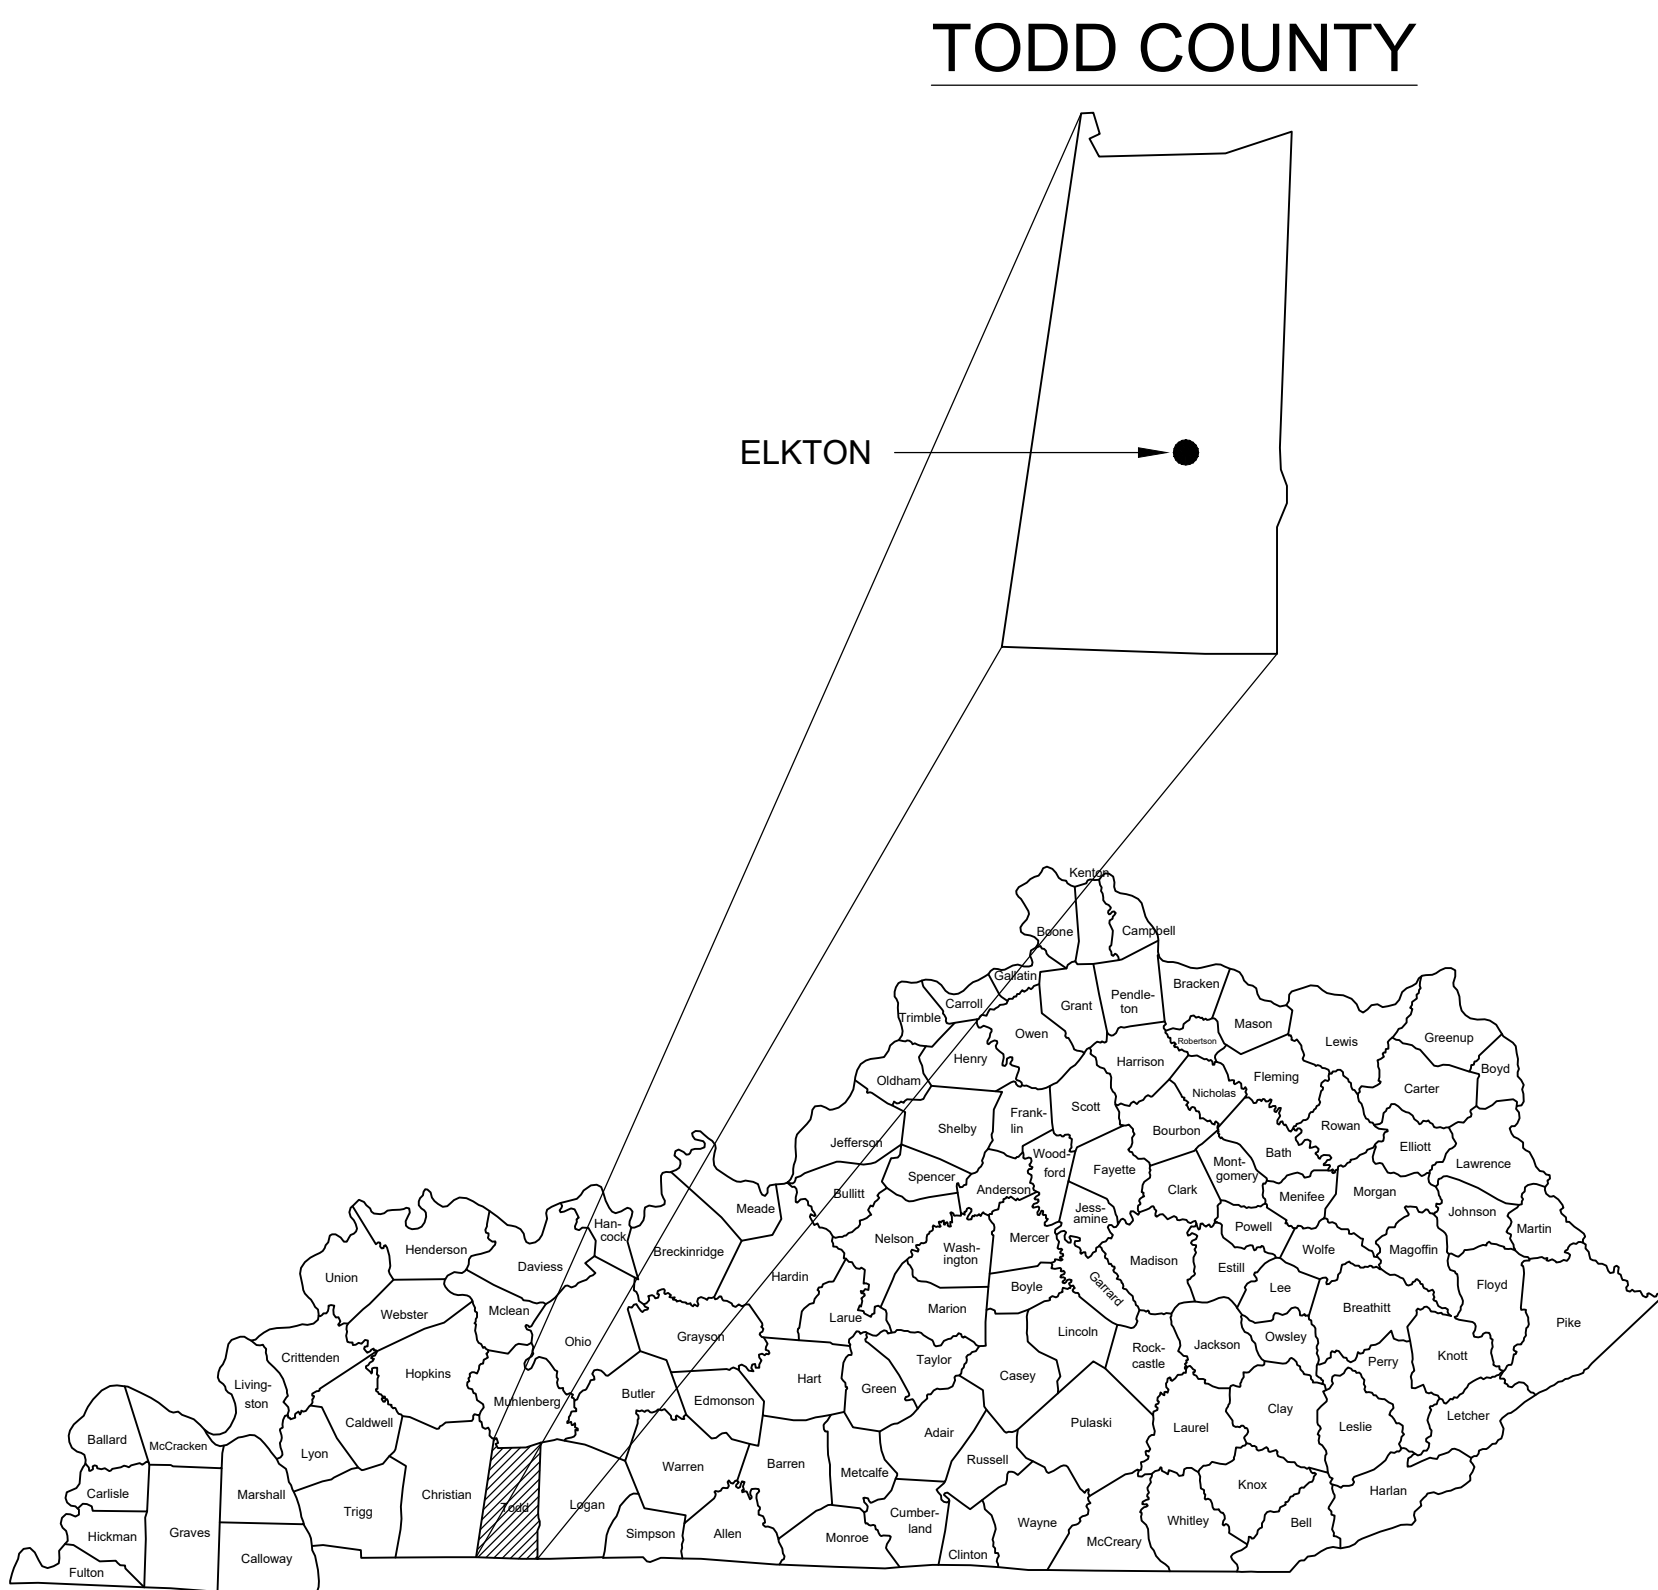 TODD COUNTY
ELKTON
Kenton
Boone
Campbell
Gallatin
Carroll
Trimble
Grant
Pendle-
ton
Bracken
Mason
Robertson
Lewis
Greenup
Boyd
Owen
Henry
Harrison
Oldham
Fleming
Carter
Nicholas
Scott
Frank-
lin
Shelby
Jefferson
Bourbon
Rowan
Elliott
Bath
Lawrence
Wood-
ford
Fayette
Mont-
gomery
Spencer
Anderson
Clark
Menifee
Morgan
Bullitt
Meade
Jess-
amine
Johnson
Martin
Powell
Han-
cock
Breckinridge
Nelson
Wash-
ington
Mercer
Madison
Wolfe
Magoffin
Henderson
Daviess
Union
Hardin
Estill
Lee
Floyd
Boyle
Garrard
Webster
Mclean
Larue
Marion
Breathitt
Pike
Ohio
Grayson
Lincoln
Rock-
castle
Jackson
Owsley
Crittenden
Taylor
Perry
Knott
Hopkins
Livings-
ton
Muhlenberg
Butler
Edmonson
Hart
Green
Casey
Caldwell
Pulaski
Laurel
Clay
Leslie
Letcher
Ballard
McCracken
Lyon
Adair
Warren
Barren
Metcalfe
Russell
Knox
Harlan
Carlisle
Marshall
Christian
Trigg
Todd
Logan
Hickman
Graves
Simpson
Allen
Monroe
Cumber-
land
Wayne
Whitley
Bell
McCreary
Clinton
Calloway
Fulton